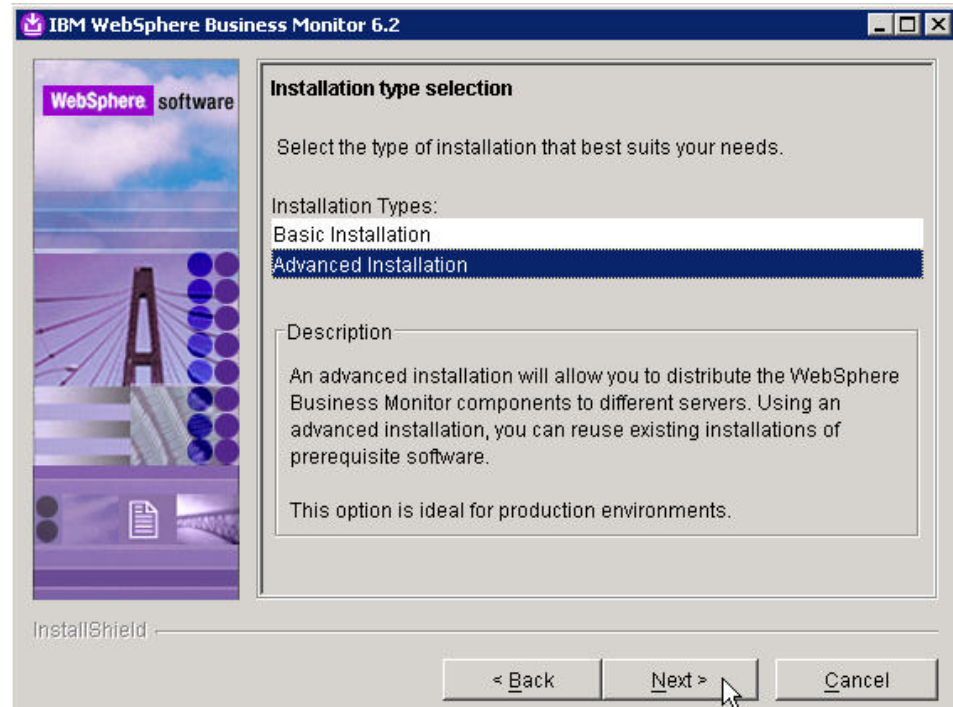 IBM WebSphere Business Monitor 6.2
WebSphere. software
Installation type selection
Select the type of installation that best suits your needs.
Installation Types:
Basic Installation
Advanced Installation
Description
An advanced installation will allow you to distribute the WebSphere
Business Monitor components to different servers. Using an
advanced installation, you can reuse existing installations of
prerequisite software.
This option is ideal for production environments.
InstallShield
< Back
Next >
Cancel